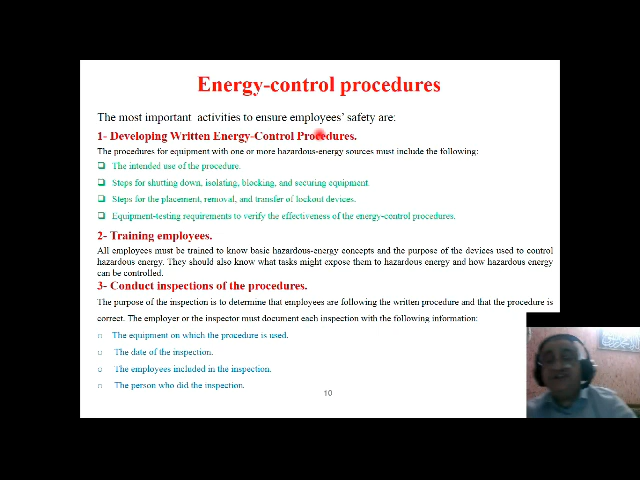 Energy-control procedures
The most important activities to ensure employees' safety are:
1- Developing Written Energy-Control Procedures.
The procedures for equipment with one or more hazardous-energy sources must include the following:
The intended use of the procedure.
Steps for shutting down, isolating, blocking, and securing equipment.
Steps for the placement, removal, and transfer of lockout devices.
Equipment-testing requirements to verify the effectiveness of the energy-control procedures.
2- Training employees.
All employees must be trained to know basic hazardous-energy concepts and the purpose of the devices used to control
hazardous energy. They should also know what tasks might expose them to hazardous energy and how hazardous energy
can be controlled.
3- Conduct inspections of the procedures.
The purpose of the inspection is to determine that employees are following the written procedure and that the procedure is
correct. The employer or the inspector must document each inspection with the following information:
The equipment on which the procedure is used.
The date of the inspection.
The employees included in the inspection.
The person who did the inspection.
10